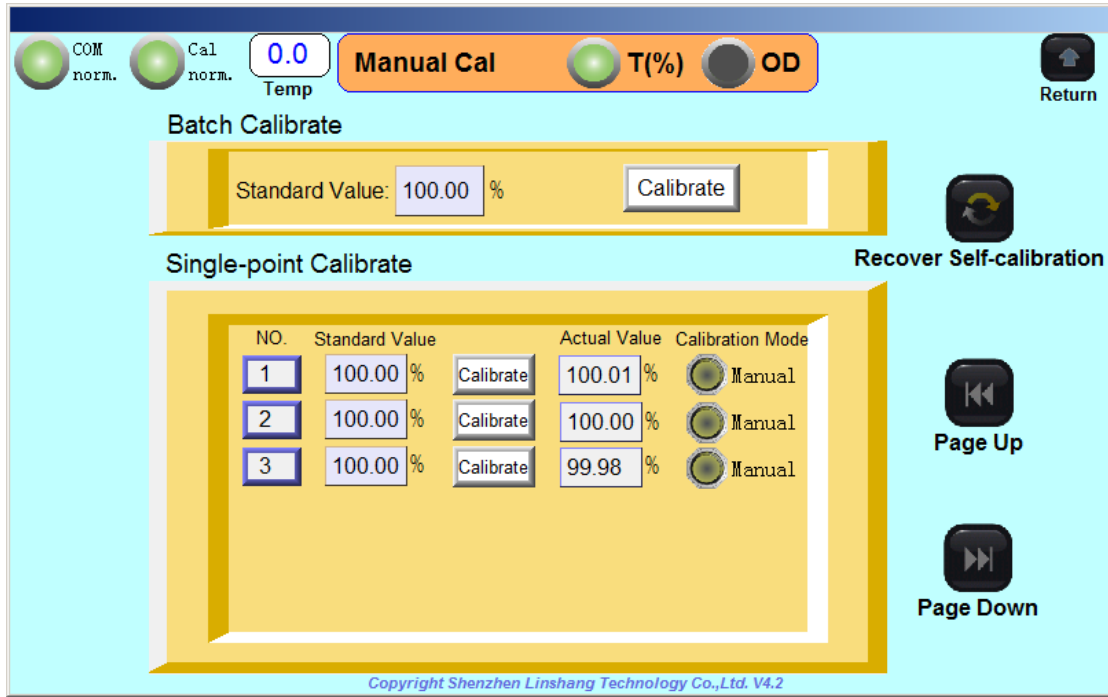 COM norm.
Cal norm.
0.0
Temp
Manual Cal
T(%)
OD
Return
Batch Calibrate
Standard Value: 100.00 %
Calibrate
Recover Self-calibration
Single-point Calibrate
NO. Standard Value Actual Value Calibration Mode
1 100.00 % Calibrate 100.01 % Manual
2 100.00 % Calibrate 100.00 % Manual
3 100.00 % Calibrate 99.98 % Manual
Page Up
Page Down
Copyright Shenzhen Linshang Technology Co.,Ltd. V4.2